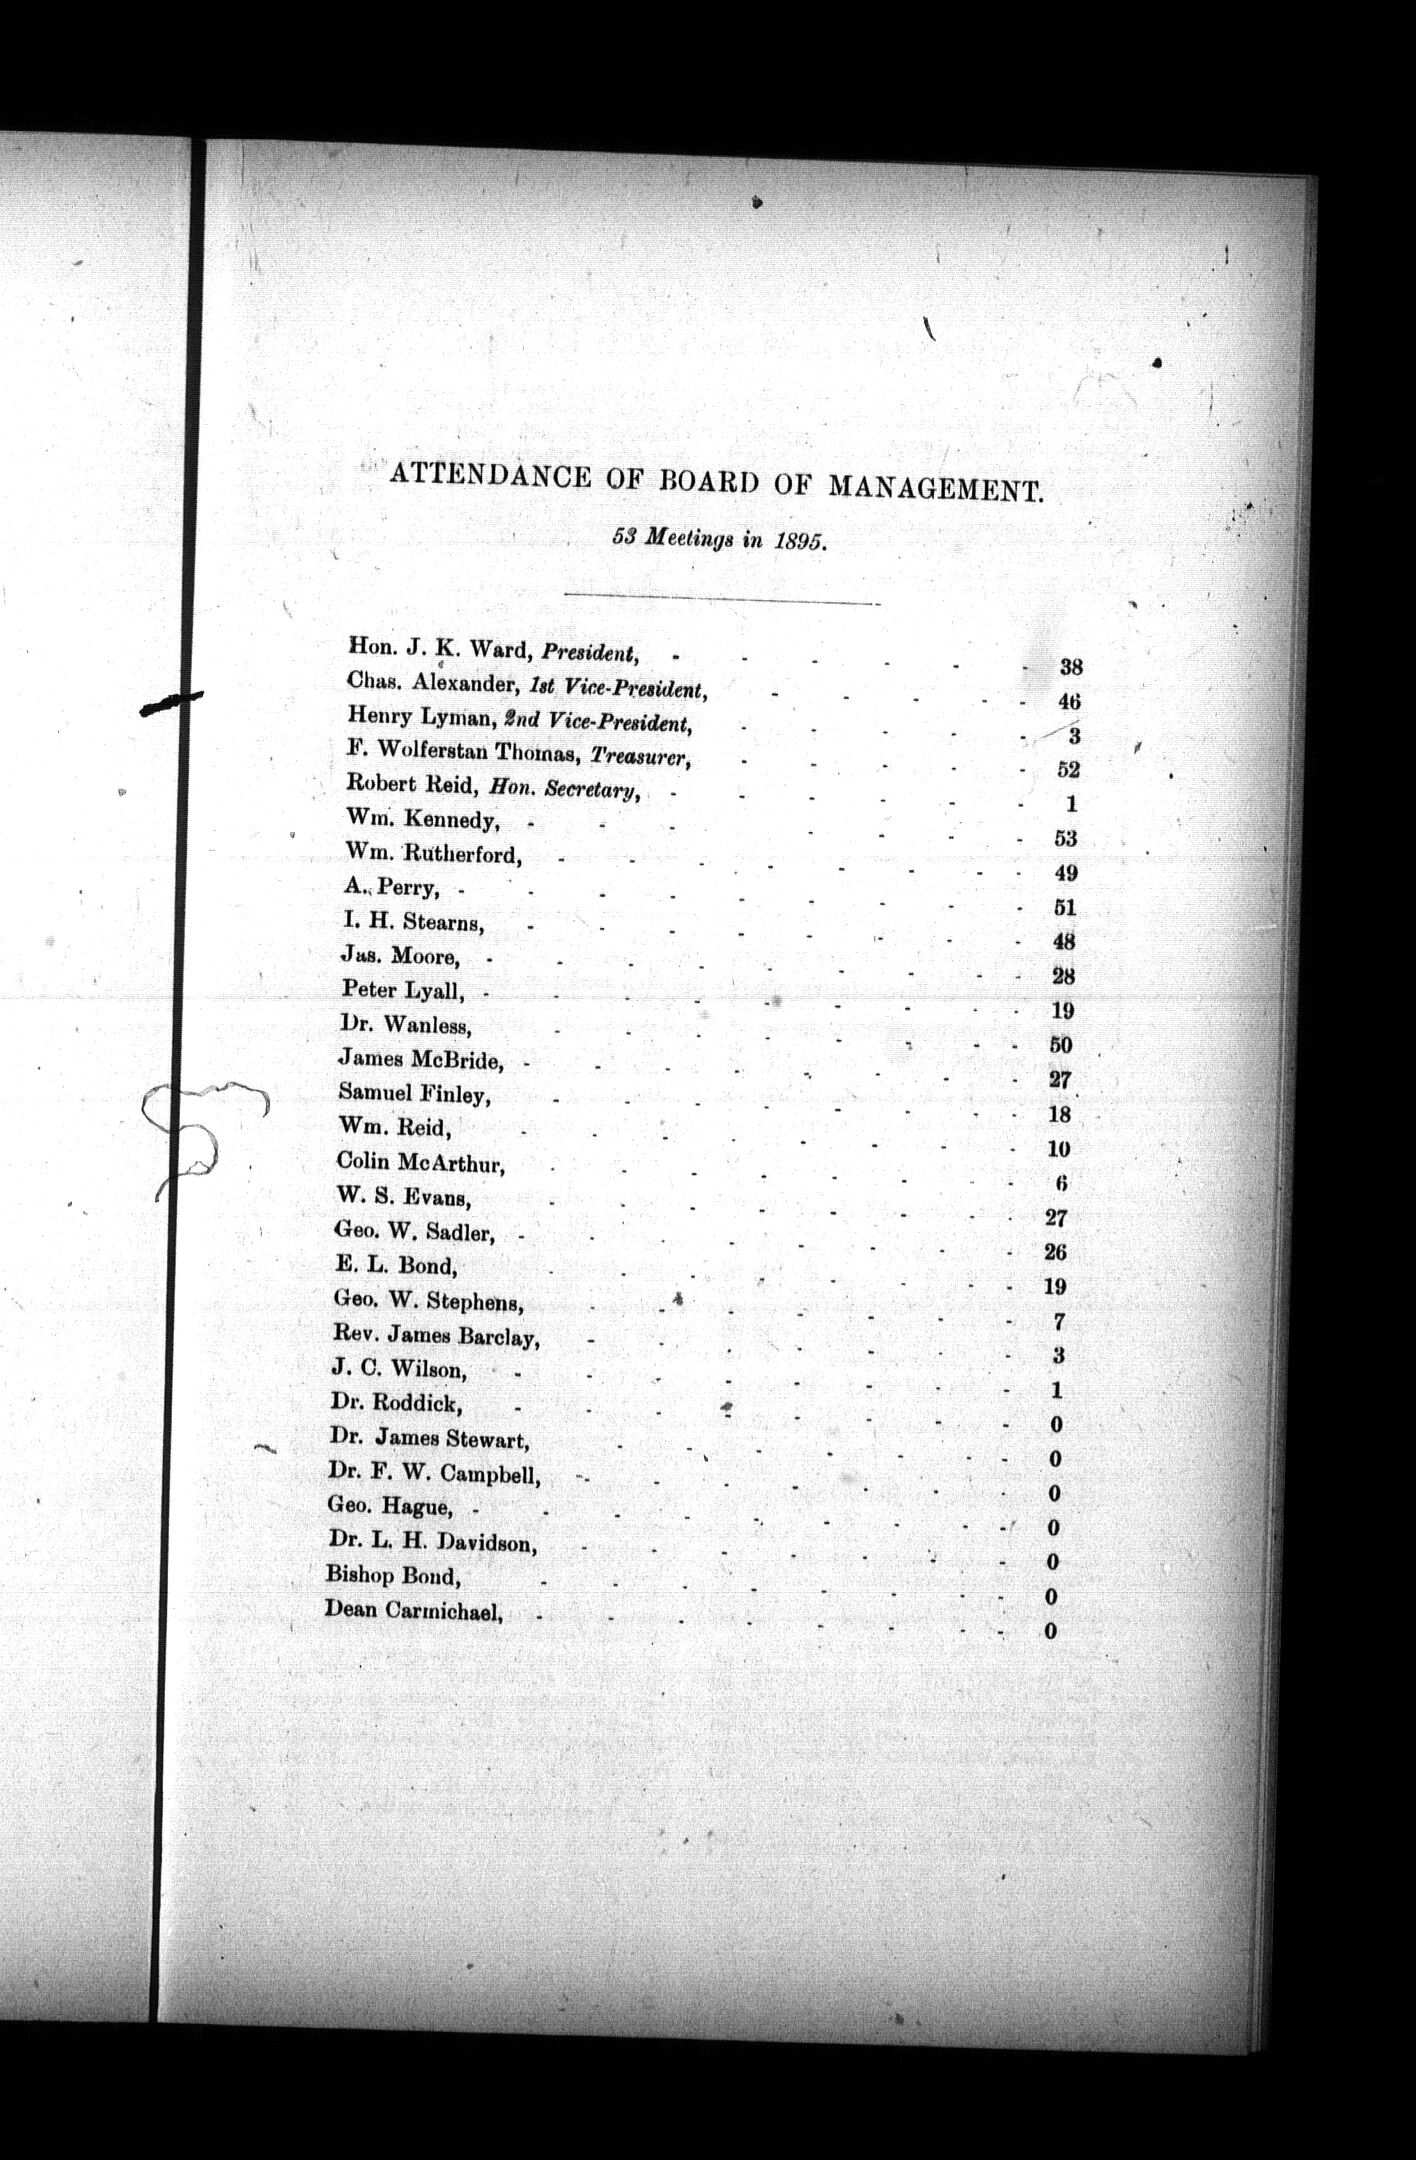 ATTENDANCE OF BOARD OF MANAGEMENT.
53 Meetings in 1895.
Hon. J. K. Ward, President, - - - - - - 38
Chas. Alexander, 1st Vice-President, - - - - - 46
Henry Lyman, 2nd Vice-President, - - - - - 3
F. Wolferstan Thomas, Treasurer, - - - - - 52
Robert Reid, Hon. Secretary, - - - - - - 1
Wm. Kennedy, - - - - - - - 53
Wm. Rutherford, - - - - - - - - 49
A. Perry, - - - - - - - - - 51
I. H. Stearns, - - - - - - - - 48
Jas. Moore, - - - - - - - - - 28
Peter Lyall, - - - - - - - - - 19
Dr. Wanless, - - - - - - - - 50
James McBride, - - - - - - - - 27
Samuel Finley, - - - - - - - - 18
Wm. Reid, - - - - - - - - 10
Colin McArthur, - - - - - - - - 6
W. S. Evans, - - - - - - - - 27
Geo. W. Sadler, - - - - - - - - 26
E. L. Bond, - - - - - - - - 19
Geo. W. Stephens, - - - - - - - 7
Rev. James Barclay, - - - - - - - 3
J. C. Wilson, - - - - - - - - 1
Dr. Roddick, - - - - - - - - 0
Dr. James Stewart, - - - - - - - 0
Dr. F. W. Campbell, - - - - - - - 0
Geo. Hague, - - - - - - - - - 0
Dr. L. H. Davidson, - - - - - - - 0
Bishop Bond, - - - - - - - - 0
Dean Carmichael, - - - - - - - - 0